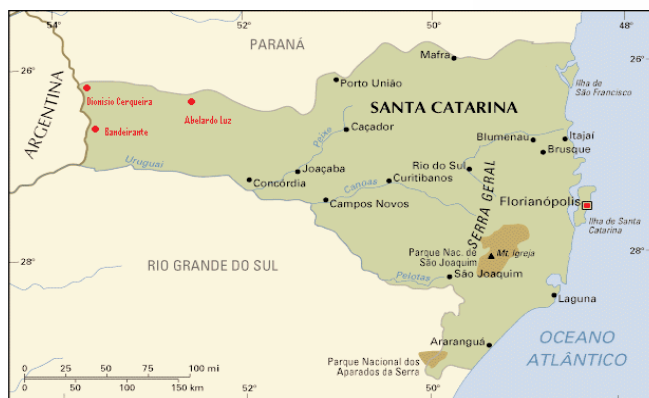 54°
52°
50°
48°
PARANÁ
Mafra
26°
26°
Porto União
Ilha de
São Francisco
Dionisio Cerqueira
Abelardo Luz
Bandeirante
SANTA CATARINA
ARGENTINA
Peixe
Caçador
Blumenau
Itajaí
Brusque
Uruguai
Joaçaba
Rio do Sul
Concórdia
Canoas
Curitibanos
Campos Novos
SERRA GERAL
Florianópolis
Ilha de Santa
Catarina
Parque Nac. de
São Joaquim
Mt. Igreja
28°
28°
RIO GRANDE DO SUL
Pelotas
São Joaquim
Laguna
Araranguá
OCEANO
ATLÂNTICO
Parque Nacional dos
Aparados da Serra
0 25 50 75 100 mi
0 50 100 150 km
52°
50°